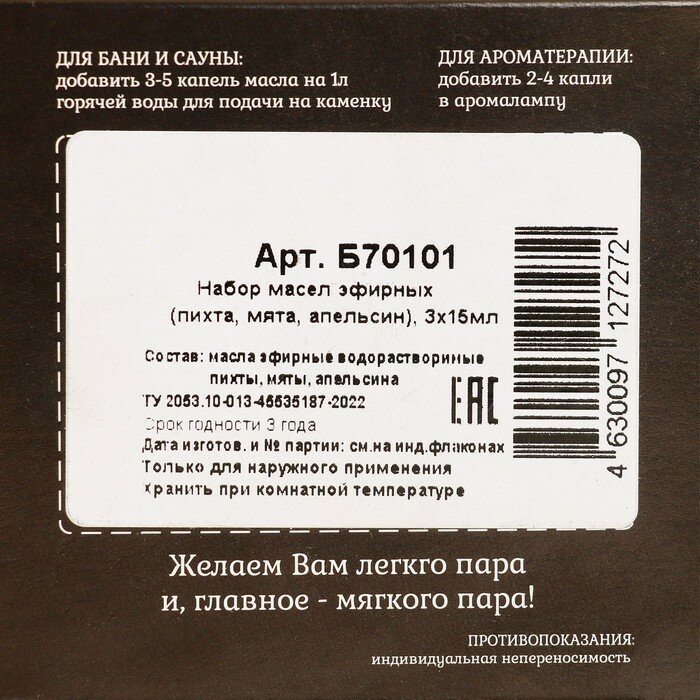 ДЛЯ БАНИ И САУНЫ:
добавить 3-5 капель масла на 1л
горячей воды для подачи на каменку
ДЛЯ АРОМАТЕРАПИИ:
добавить 2-4 капли
в аромалампу
Арт. Б70101
Набор масел эфирных
(пихта, мята, апельсин), 3х15мл
Состав: масла эфирные водорастворимые
пихты, мяты, апельсина
ТУ 2053.10-013-45535187-2022
Срок годности 3 года
Дата изготов. и № партии: см.на инд.флаконах
Только для наружного применения
Хранить при комнатной температуре
ЕАС
4 630097 127272
Желаем Вам легкго пара
и, главное - мягкого пара!
ПРОТИВОПОКАЗАНИЯ:
индивидуальная непереносимость